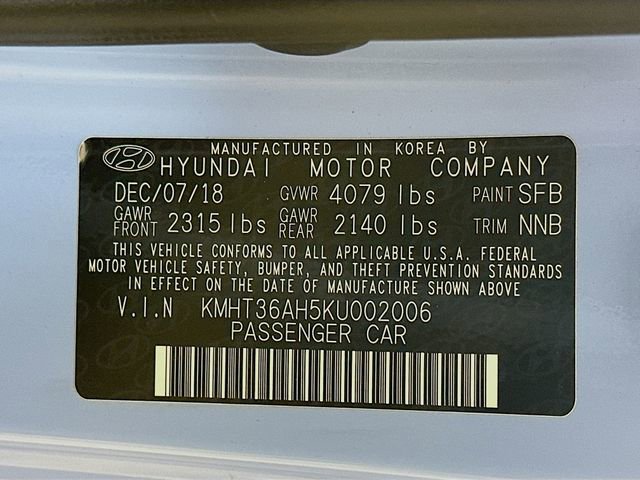 MANUFACTURED IN KOREA BY
HYUNDAI MOTOR COMPANY
DEC/07/18 GVWR 4079 lbs PAINT SFB
GAWR FRONT 2315 lbs GAWR REAR 2140 lbs TRIM NNB
THIS VEHICLE CONFORMS TO ALL APPLICABLE U.S.A. FEDERAL
MOTOR VEHICLE SAFETY, BUMPER, AND THEFT PREVENTION STANDARDS
IN EFFECT ON THE DATE OF MANUFACTURE SHOWN ABOVE
V.I.N KMHT36AH5KU002006
PASSENGER CAR